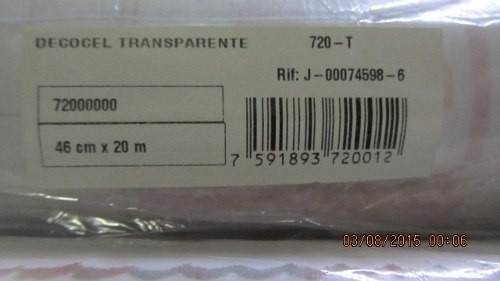 DECOCEL TRANSPARENTE 720-T
Rif: J-00074598-6
72000000
46 cm x 20 m
7 591893 720012
03/08/2015 00:06